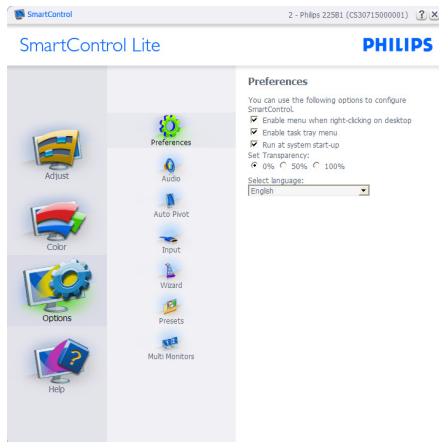 SmartControl
2 - Philips 225B1 (CS30715000001)
SmartControl Lite
PHILIPS
Adjust
Color
Options
Help
Preferences
Audio
Auto Pivot
Input
Wizard
Presets
Multi Monitors
Preferences
You can use the following options to configure
SmartControl.
Enable menu when right-clicking on desktop
Enable task tray menu
Run at system start-up
Set Transparency:
0% 50% 100%
Select language:
English